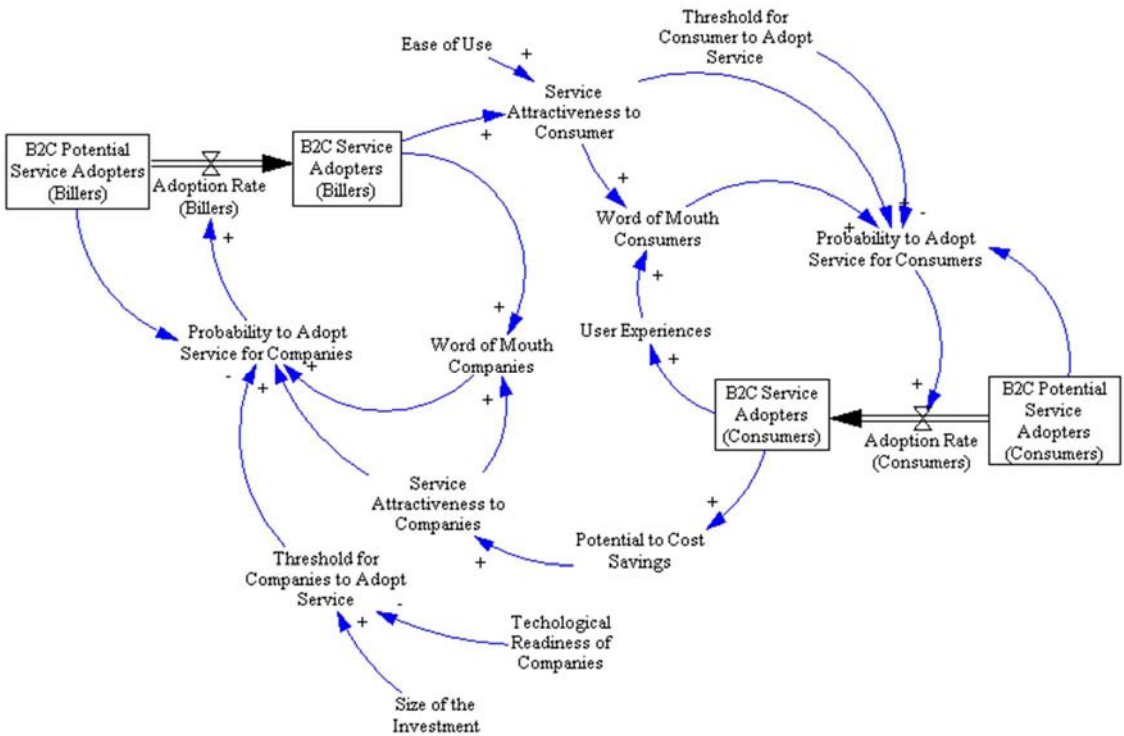 Ease of Use
Threshold for
Consumer to Adopt
Service
Service
Attractiveness to
Consumer
B2C Potential
Service Adopters
(Billers)
Adoption Rate
(Billers)
B2C Service
Adopters
(Billers)
Word of Mouth
Consumers
Probability to Adopt
Service for Consumers
Probability to Adopt
Service for Companies
Word of Mouth
Companies
User Experiences
B2C Service
Adopters
(Consumers)
Adoption Rate
(Consumers)
B2C Potential
Service
Adopters
(Consumers)
Service
Attractiveness to
Companies
Potential to Cost
Savings
Threshold for
Companies to Adopt
Service
Techological
Readiness of
Companies
Size of the
Investment